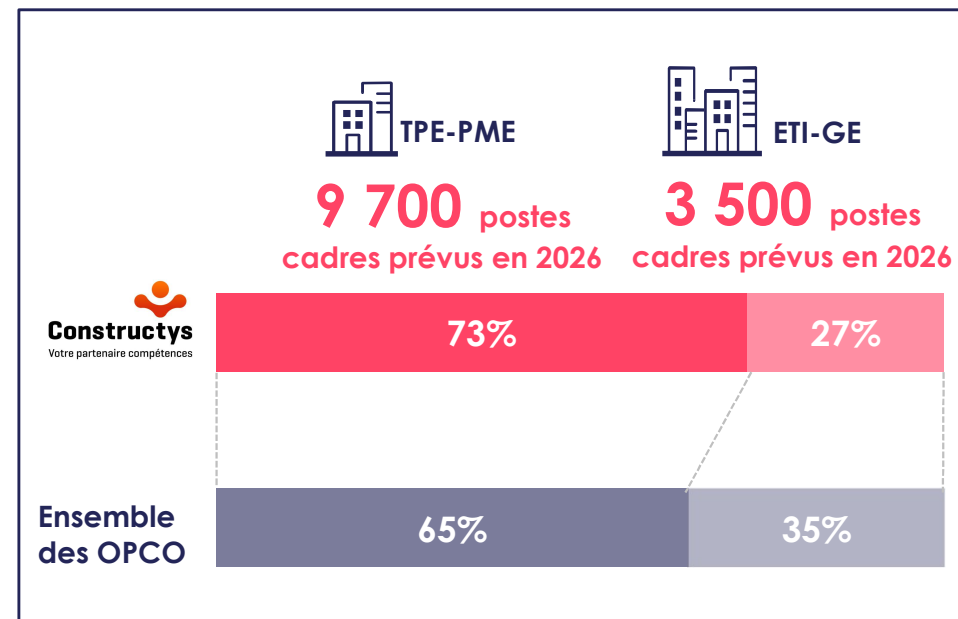 TPE-PME
ETI-GE
9 700 postes
cadres prévus en 2026
3 500 postes
cadres prévus en 2026
Constructys
Votre partenaire compétences
73%
27%
Ensemble
des OPCO
65%
35%